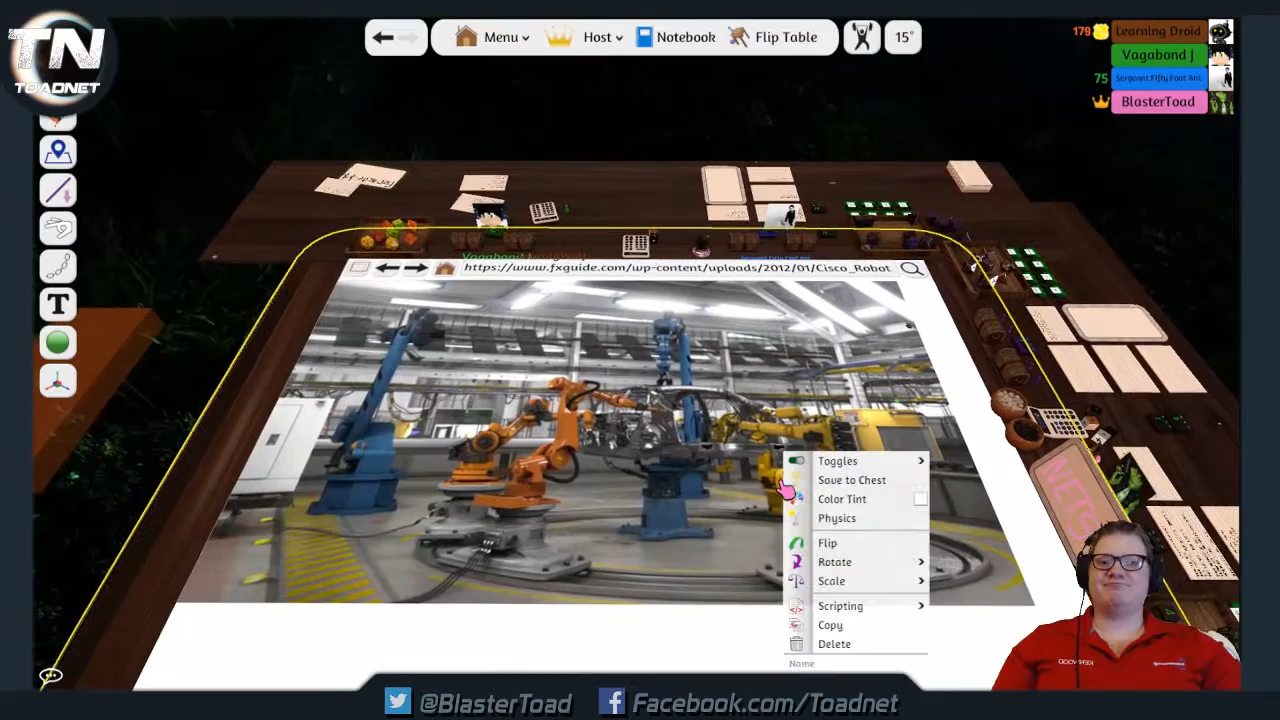 TN
TOADNET
Menu
Host
Notebook
Flip Table
15°
179
Learning Droid
Vagabond J
75
Sergeant Fifty Foot Ant
BlasterToad
https://www.fxguide.com/wp-content/uploads/2012/01/Cisco_Robot
T
NETS
Toggles
Save to Chest
Color Tint
Physics
Flip
Rotate
Scale
Scripting
Copy
Delete
Name
KENWOOD
@BlasterToad
Facebook.com/Toadnet